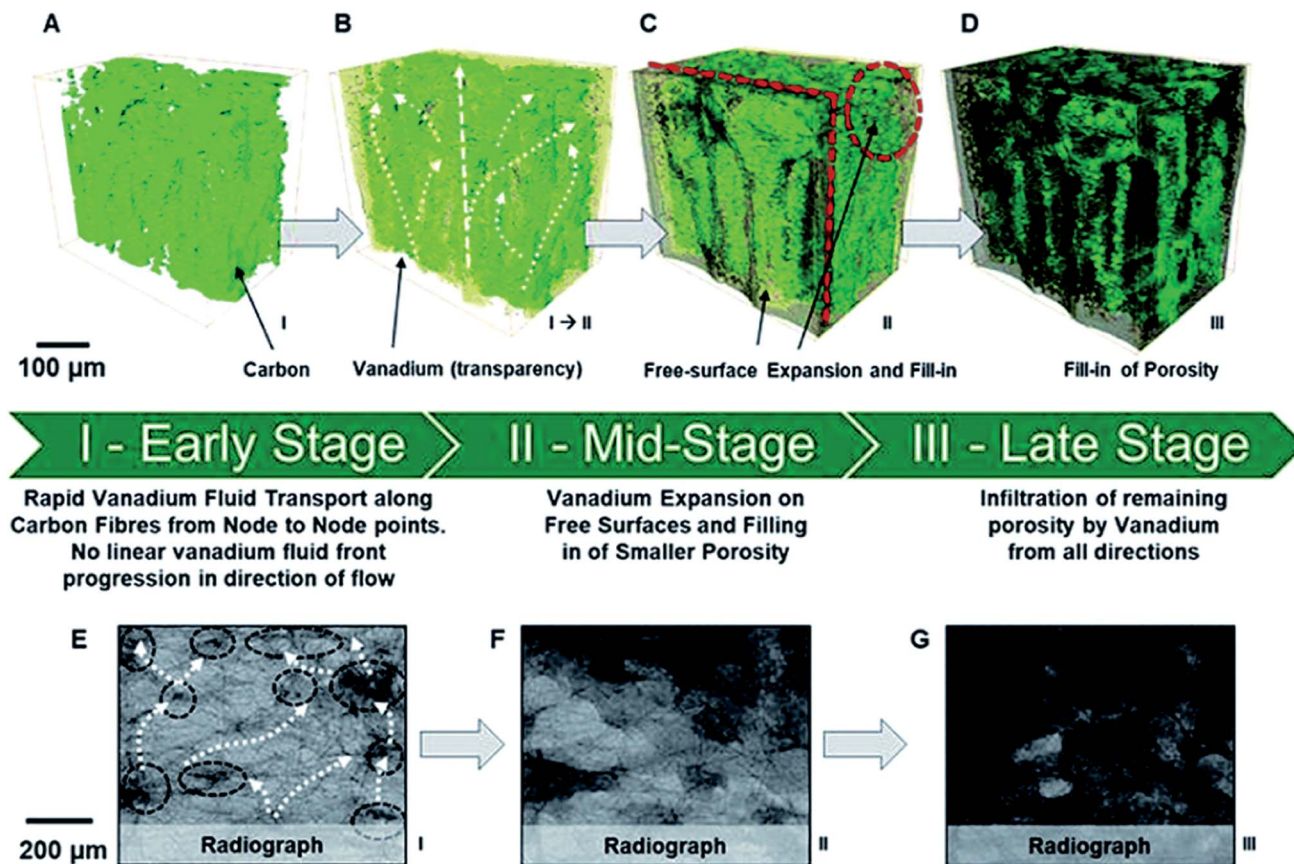 A
B
C
D
I
I → II
II
III
100 µm
Carbon
Vanadium (transparency)
Free-surface Expansion and Fill-in
Fill-in of Porosity
I - Early Stage
II - Mid-Stage
III - Late Stage
Rapid Vanadium Fluid Transport along
Carbon Fibres from Node to Node points.
No linear vanadium fluid front
progression in direction of flow
Vanadium Expansion on
Free Surfaces and Filling
in of Smaller Porosity
Infiltration of remaining
porosity by Vanadium
from all directions
E
F
G
200 µm
Radiograph
I
Radiograph
II
Radiograph
III